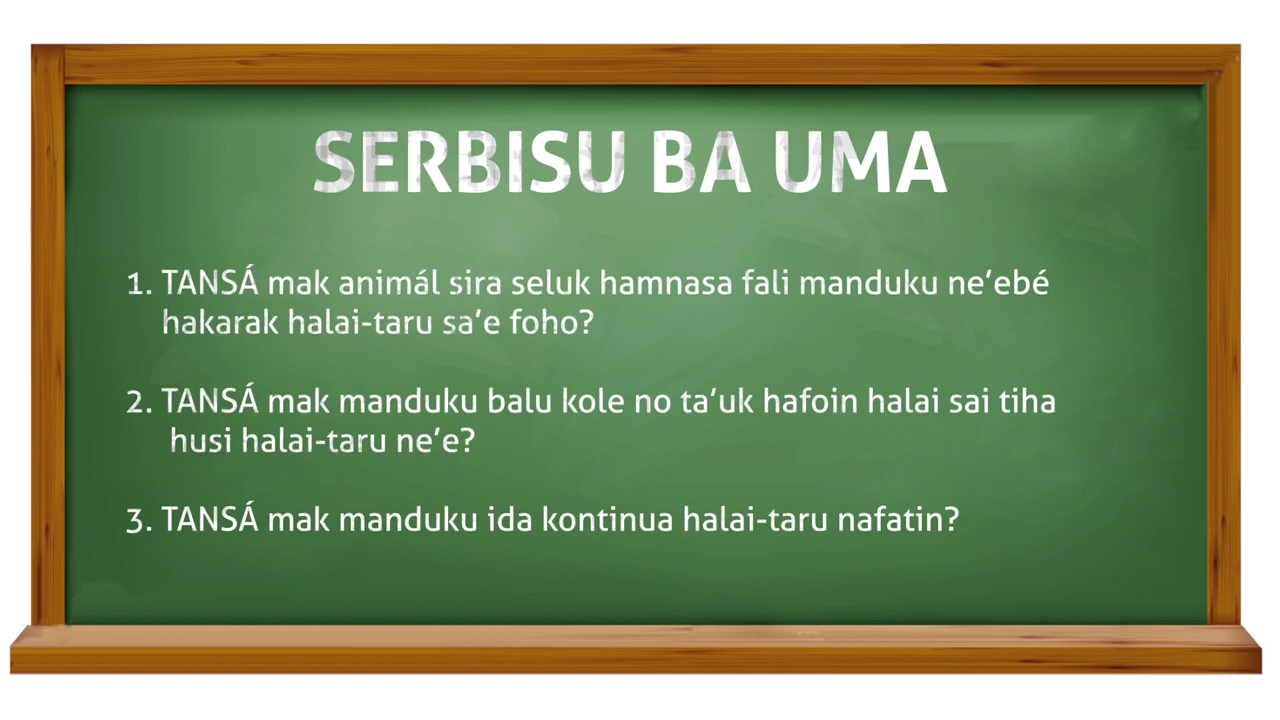 SERBISU BA UMA
1. TANSÁ mak animál sira seluk hamnasa fali manduku ne’ebé
hakarak halai-taru sa’e foho?
2. TANSÁ mak manduku balu kole no ta’uk hafoin halai sai tiha
husi halai-taru ne’e?
3. TANSÁ mak manduku ida kontinua halai-taru nafatin?